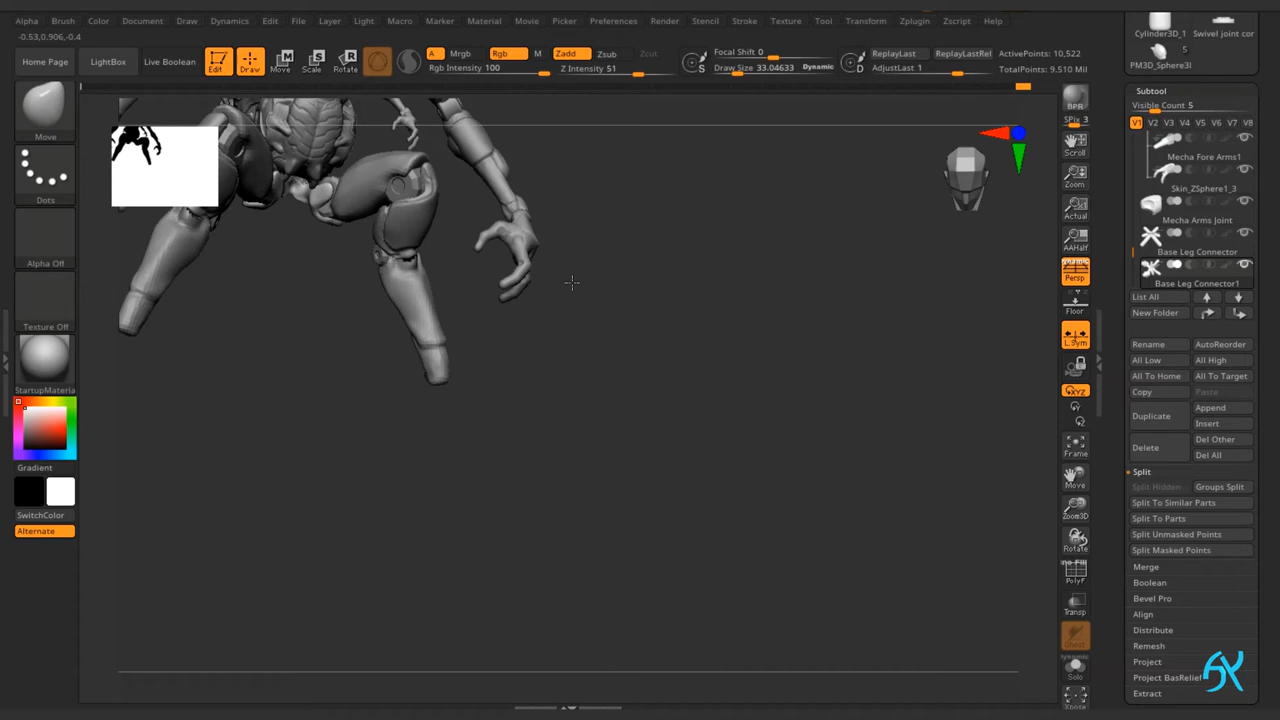 Alpha Brush Color Document Draw Dynamics Edit File Layer Light Macro Marker Material Movie Picker Preferences Render Stencil Stroke Texture Tool Transform Zplugin Zscript Help
-0.53,0.906,-0.4
Home Page LightBox Live Boolean Edit Draw Move Scale Rotate
A Mrgb Rgb M Zadd Zsub Zcut
Rgb Intensity 100 Z Intensity 51
S Focal Shift 0
Draw Size 33.04633 Dynamic
D ReplayLast ReplayLastRel
AdjustLast 1
ActivePoints: 10,522
TotalPoints: 9.510 Mil
Move
Dots
Alpha Off
Texture Off
StartupMateria
Gradient
SwitchColor
Alternate
BPR
SPix 3
Scroll
Zoom
Actual
AAHalf
Dynamic
Persp
Floor
L.Sym
XYZ
Y
Z
Frame
Move
Zoom3D
Rotate
PolyF
Transp
Ghost
Dynamic
Solo
Xpose
Cylinder3D_1 Swivel joint cor
5
PM3D_Sphere3I
Subtool
Visible Count 5
V1 V2 V3 V4 V5 V6 V7 V8
Mecha Fore Arms1
Skin_ZSphere1_3
Mecha Arms Joint
Base Leg Connector
Base Leg Connector1
List All
New Folder
Rename AutoReorder
All Low All High
All To Home All To Target
Copy Paste
Duplicate Append
Insert
Delete Del Other
Del All
Split
Split Hidden Groups Split
Split To Similar Parts
Split To Parts
Split Unmasked Points
Split Masked Points
Merge
Boolean
Bevel Pro
Align
Distribute
Remesh
Project
Project BasRelief
Extract